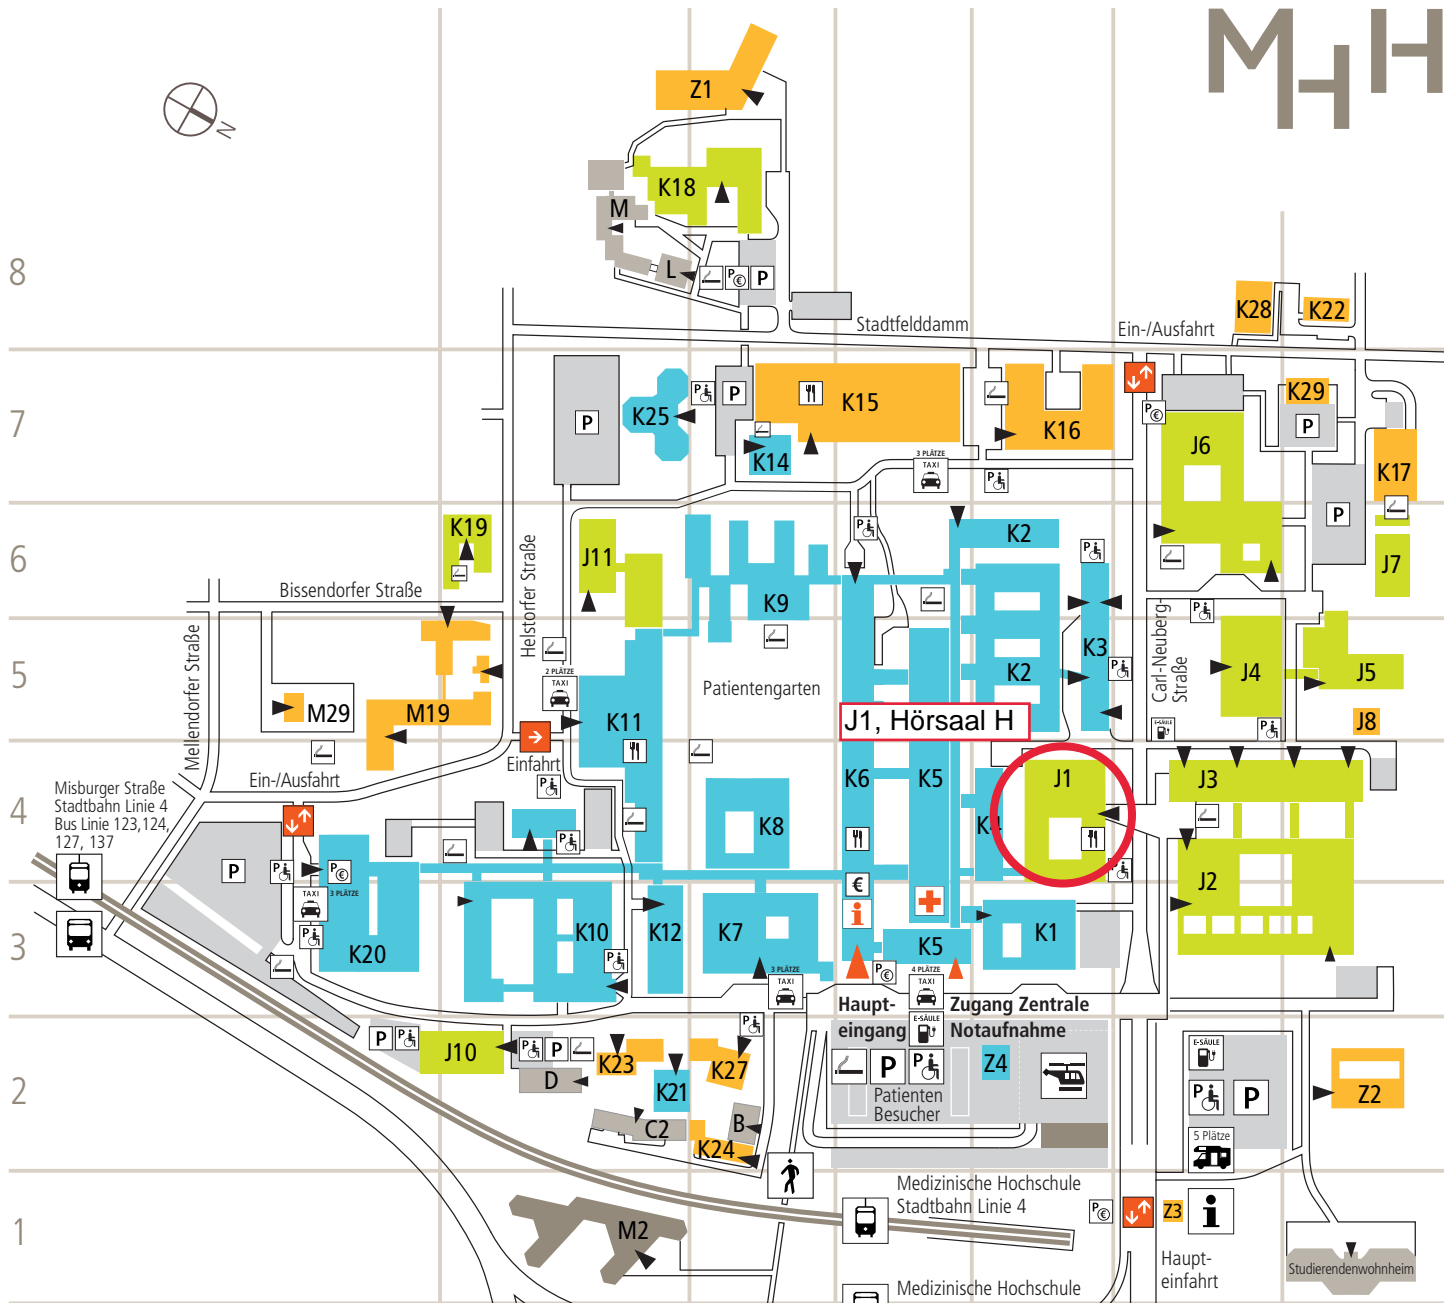 MHH
N
Z1
K18
M
L
P€
P
8
Stadtfelddamm
Ein-/Ausfahrt
K28
K22
7
P
K25
P
P
K15
K14
K16
P€
K29
P
J6
K17
3 PLÄTZE
TAXI
P
P
P
6
K19
Helstorfer Straße
J11
K9
K2
P
J7
Bissendorfer Straße
Mellendorfer Straße
5
2 PLÄTZE
TAXI
Patientengarten
K2
K3
P
P
Carl-Neuberg-
Straße
J4
J5
M29
M19
K11
J1, Hörsaal H
E-SÄULE
P
J8
Einfahrt
Ein-/Ausfahrt
Misburger Straße
Stadtbahn Linie 4
Bus Linie 123,124,
127, 137
4
P
K8
K6
K5
K4
J1
J3
P
P
P
P€
3 PLÄTZE
TAXI
P
€
i
J2
3
P
K20
K10
P
K12
K7
K5
K1
3 PLÄTZE
TAXI
P€
4 PLÄTZE
TAXI
Haupt-
eingang
Zugang Zentrale
Notaufnahme
E-SÄULE
P
P
J10
P
P
K23
P
K27
P
P
Z4
E-SÄULE
2
D
K21
Patienten
Besucher
P
P
Z2
C2
B
K24
5 Plätze
Medizinische Hochschule
Stadtbahn Linie 4
1
M2
P€
Z3
i
Haupt-
einfahrt
Studierendenwohnheim
Medizinische Hochschule